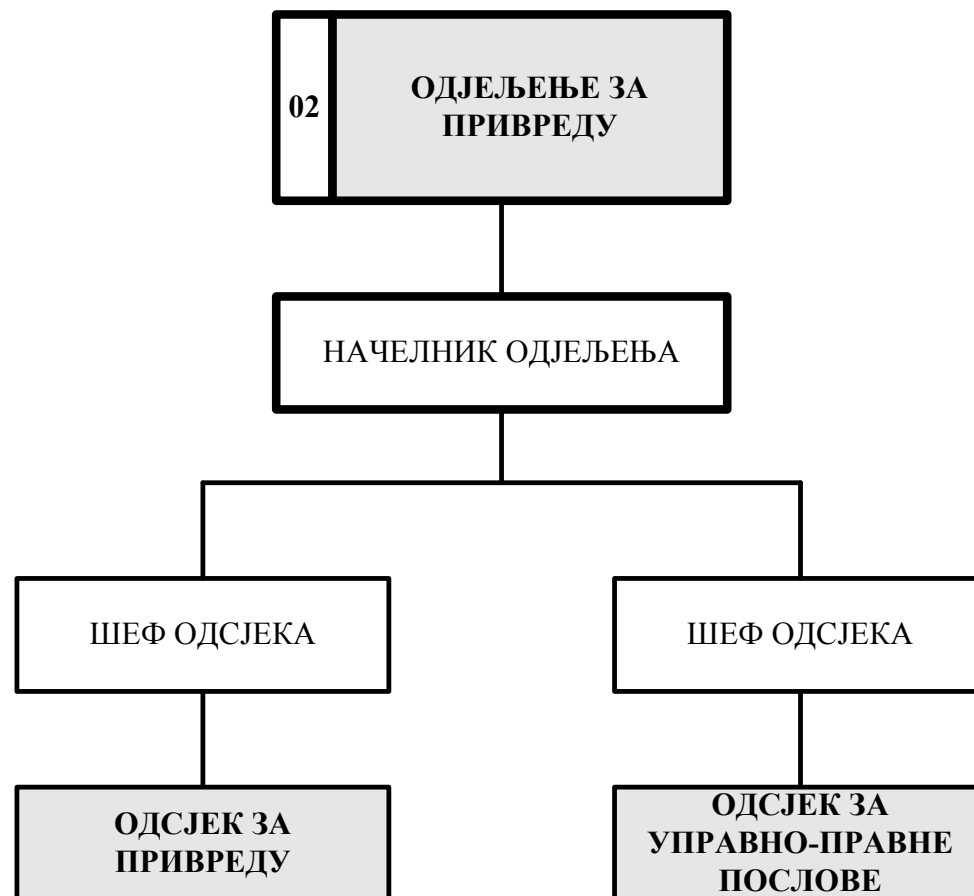 02
ОДЈЕЉЕЊЕ ЗА
ПРИВРЕДУ
НАЧЕЛНИК ОДЈЕЉЕЊА
ШЕФ ОДСЈЕКА
ШЕФ ОДСЈЕКА
ОДСЈЕК ЗА
ПРИВРЕДУ
ОДСЈЕК ЗА
УПРАВНО-ПРАВНЕ
ПОСЛОВЕ